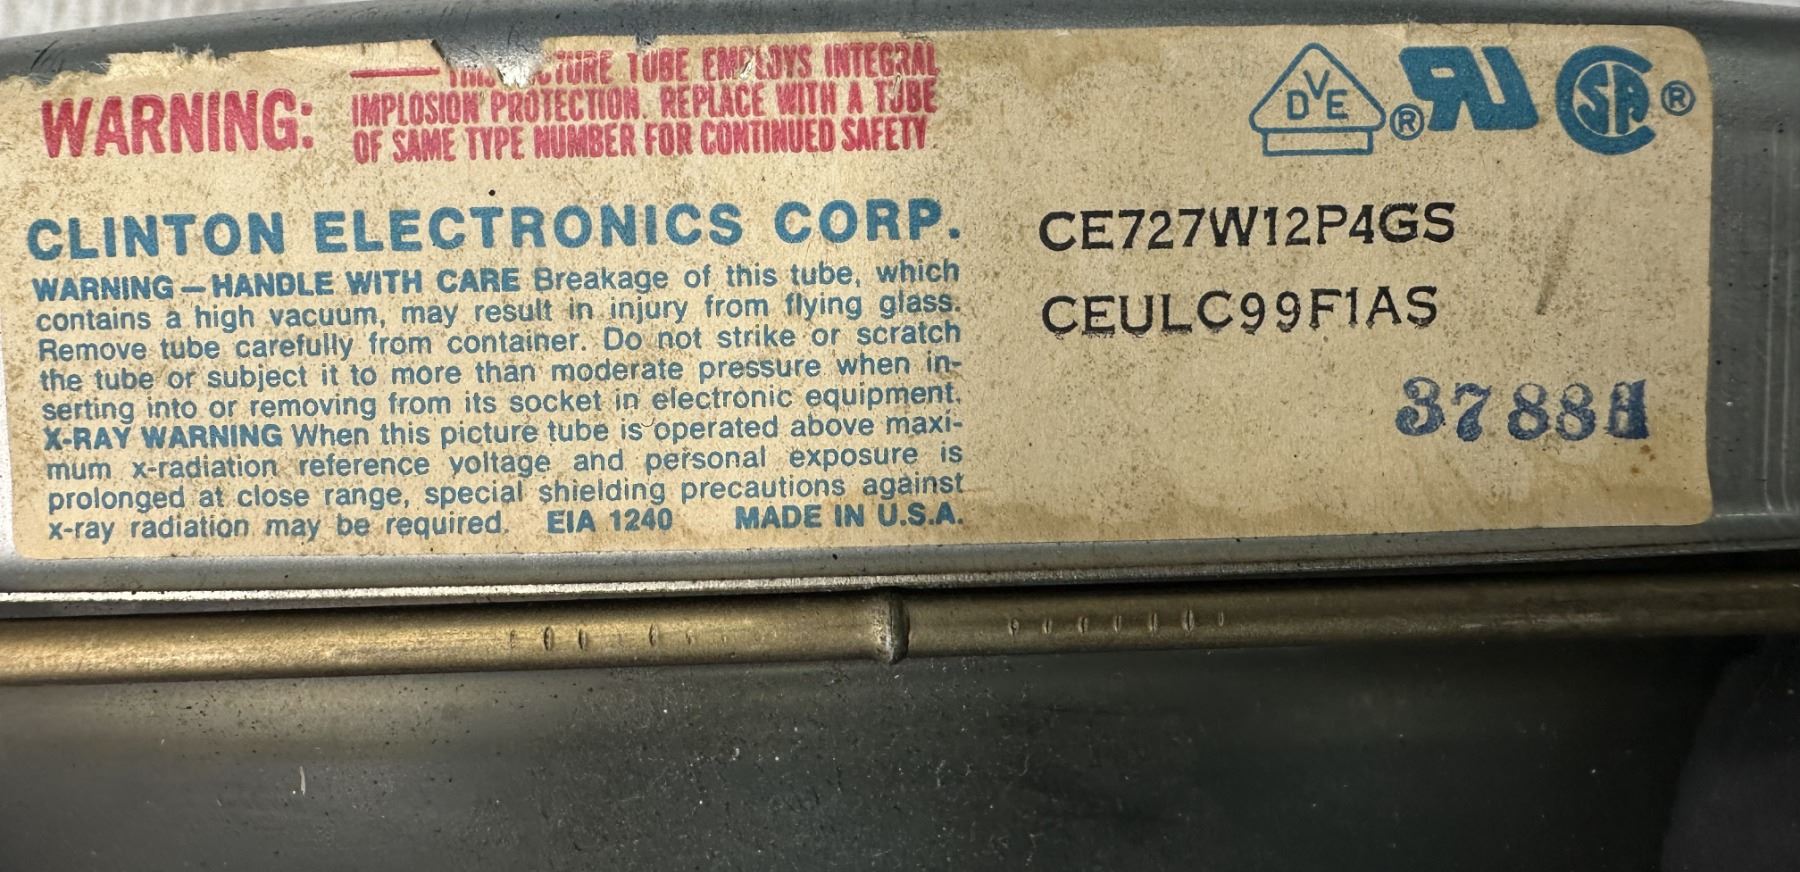 PICTURE TUBE EMPLOYS INTEGRAL
WARNING: IMPLOSION PROTECTION. REPLACE WITH A TUBE
OF SAME TYPE NUMBER FOR CONTINUED SAFETY
DVE
® RU SA ®
CLINTON ELECTRONICS CORP.
WARNING—HANDLE WITH CARE Breakage of this tube, which
contains a high vacuum, may result in injury from flying glass.
Remove tube carefully from container. Do not strike or scratch
the tube or subject it to more than moderate pressure when in-
serting into or removing from its socket in electronic equipment.
X-RAY WARNING When this picture tube is operated above maxi-
mum x-radiation reference voltage and personal exposure is
prolonged at close range, special shielding precautions against
x-ray radiation may be required. EIA 1240 MADE IN U.S.A.
CE727W12P4GS
CEULC99F1AS